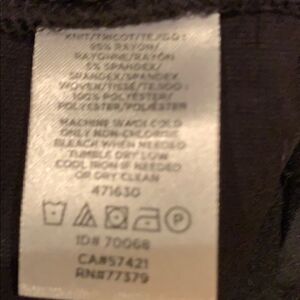 KNIT/TRICOT/TEJIDO:
95% RAYON/
RAYONNE/RAYON
5% SPANDEX/
SPANDEX/SPANDEX
WOVEN/TISSE/TEJIDO:
100% POLYESTER/
POLYESTER/POLIESTER
MACHINE WASH COLD
ONLY NON-CHLORINE
BLEACH WHEN NEEDED
TUMBLE DRY LOW
COOL IRON IF NEEDED
OR DRY CLEAN
471630
P
ID# 70068
CA#57421
RN#77379